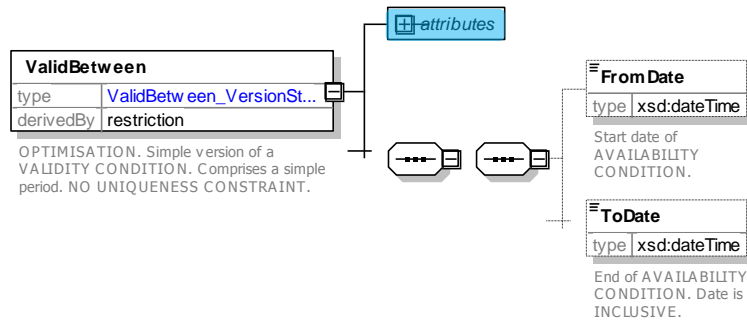 attributes
ValidBetween
type ValidBetween_VersionSt...
derivedBy restriction
OPTIMISATION. Simple version of a
VALIDITY CONDITION. Comprises a simple
period. NO UNIQUENESS CONSTRAINT.
FromDate
type xsd:dateTime
Start date of
AVAILABILITY
CONDITION.
ToDate
type xsd:dateTime
End of AVAILABILITY
CONDITION. Date is
INCLUSIVE.